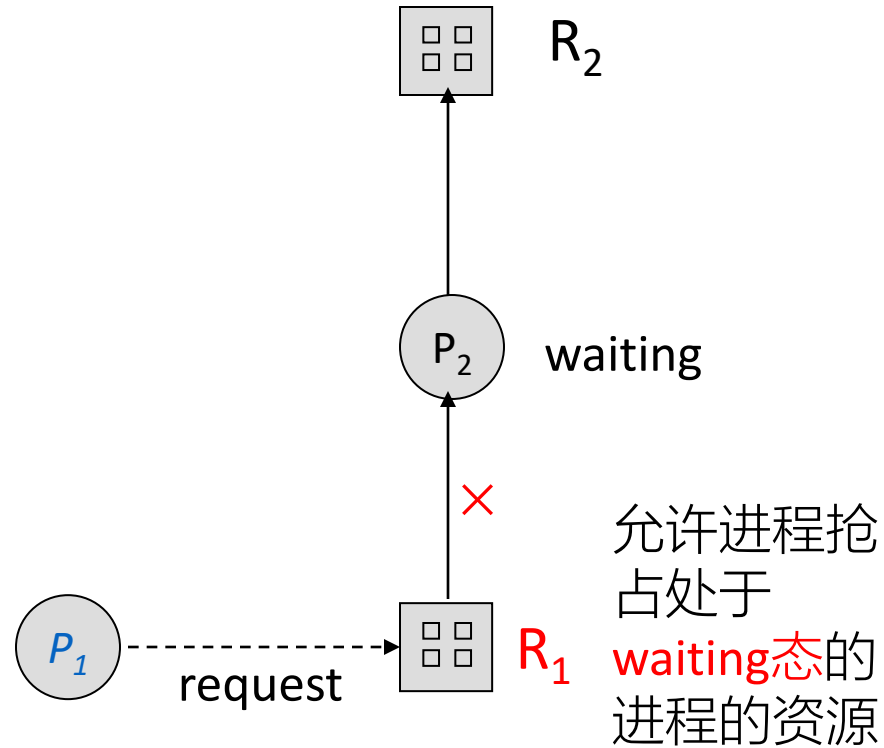 R₂
P₂
waiting
×
允许进程抢
占处于
waiting态的
进程的资源
P₁
request
R₁